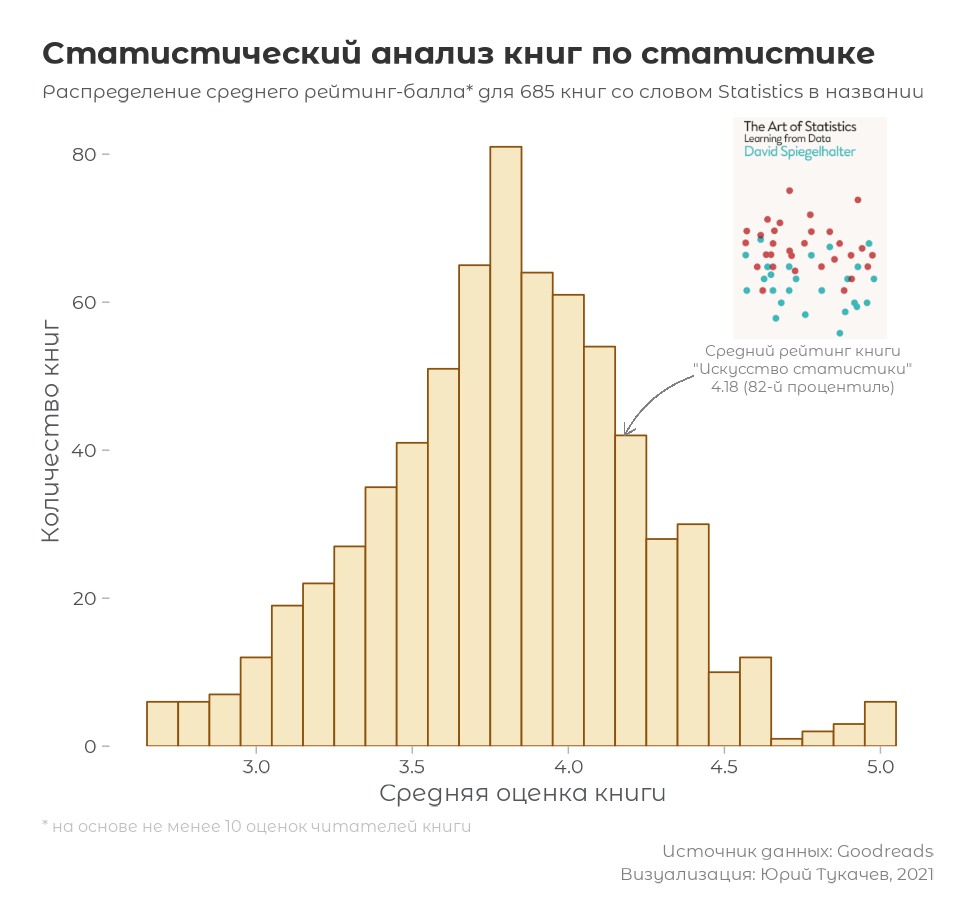 Статистический анализ книг по статистике
Распределение среднего рейтинг-балла* для 685 книг со словом Statistics в названии
The Art of Statistics
Learning from Data
David Spiegelhalter
Средний рейтинг книги
"Искусство статистики"
4.18 (82-й процентиль)
Количество книг
80
60
40
20
0
3.0 3.5 4.0 4.5 5.0
Средняя оценка книги
* на основе не менее 10 оценок читателей книги
Источник данных: Goodreads
Визуализация: Юрий Тукачев, 2021